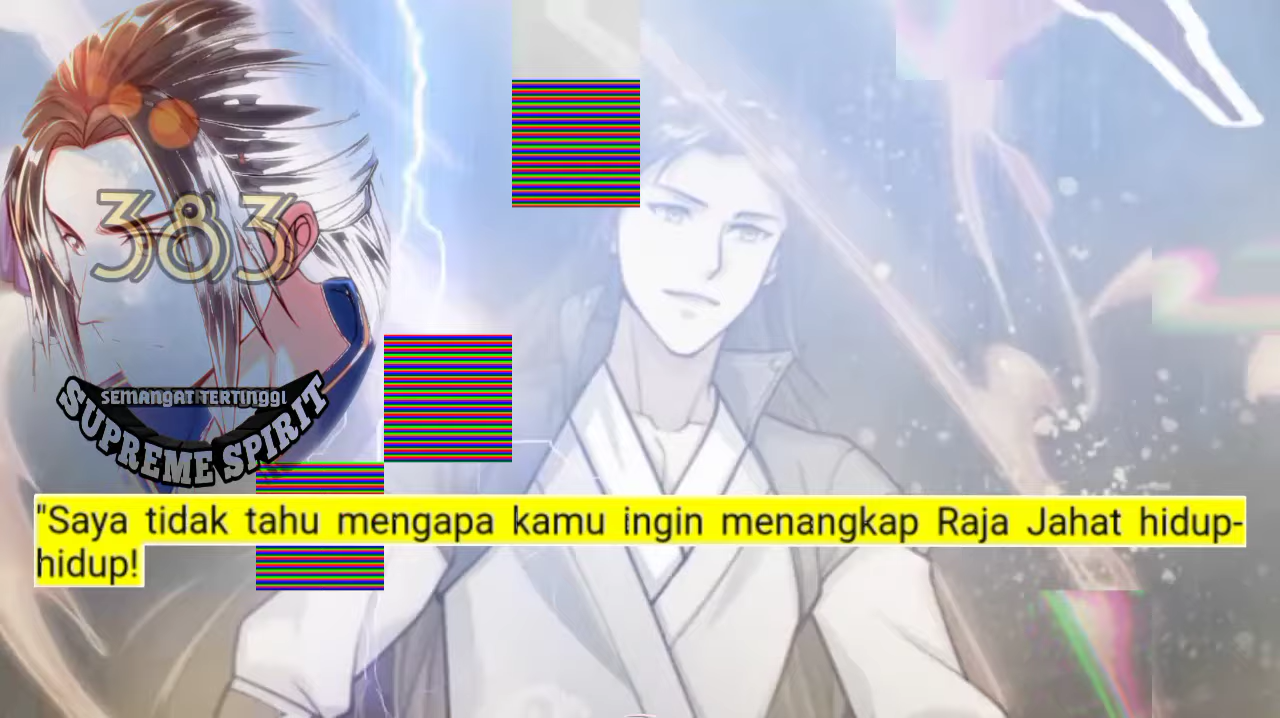 383
SEMANGAT TERTINGGI
SUPREME SPIRIT
"Saya tidak tahu mengapa kamu ingin menangkap Raja Jahat hidup-
hidup!